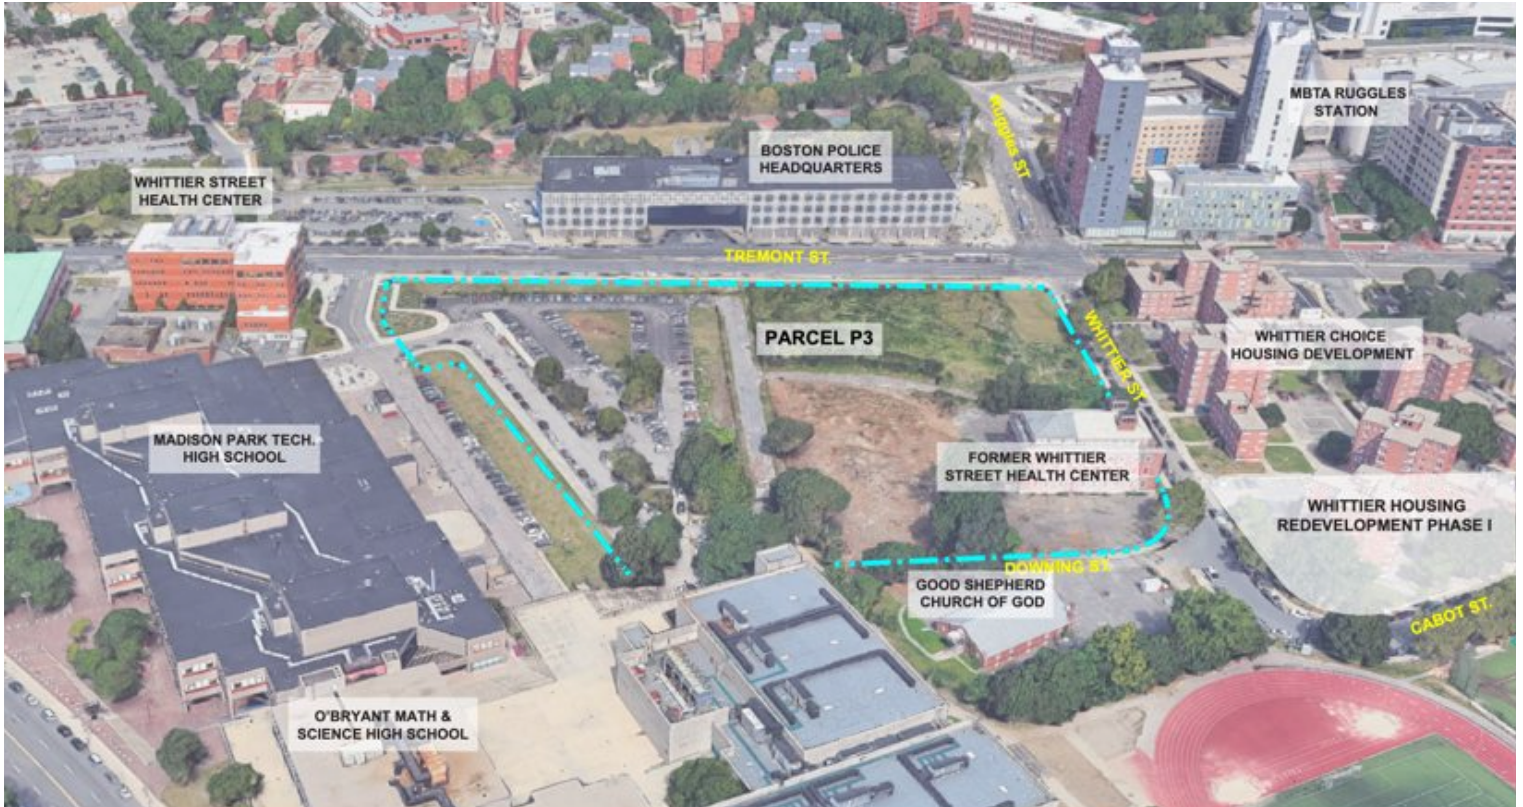 MBTA RUGGLES
STATION
Ruggles ST
BOSTON POLICE
HEADQUARTERS
WHITTIER STREET
HEALTH CENTER
TREMONT ST.
PARCEL P3
WHITTIER ST.
WHITTIER CHOICE
HOUSING DEVELOPMENT
MADISON PARK TECH.
HIGH SCHOOL
FORMER WHITTIER
STREET HEALTH CENTER
WHITTIER HOUSING
REDEVELOPMENT PHASE I
DOWNING ST.
GOOD SHEPHERD
CHURCH OF GOD
CABOT ST.
O'BRYANT MATH &
SCIENCE HIGH SCHOOL